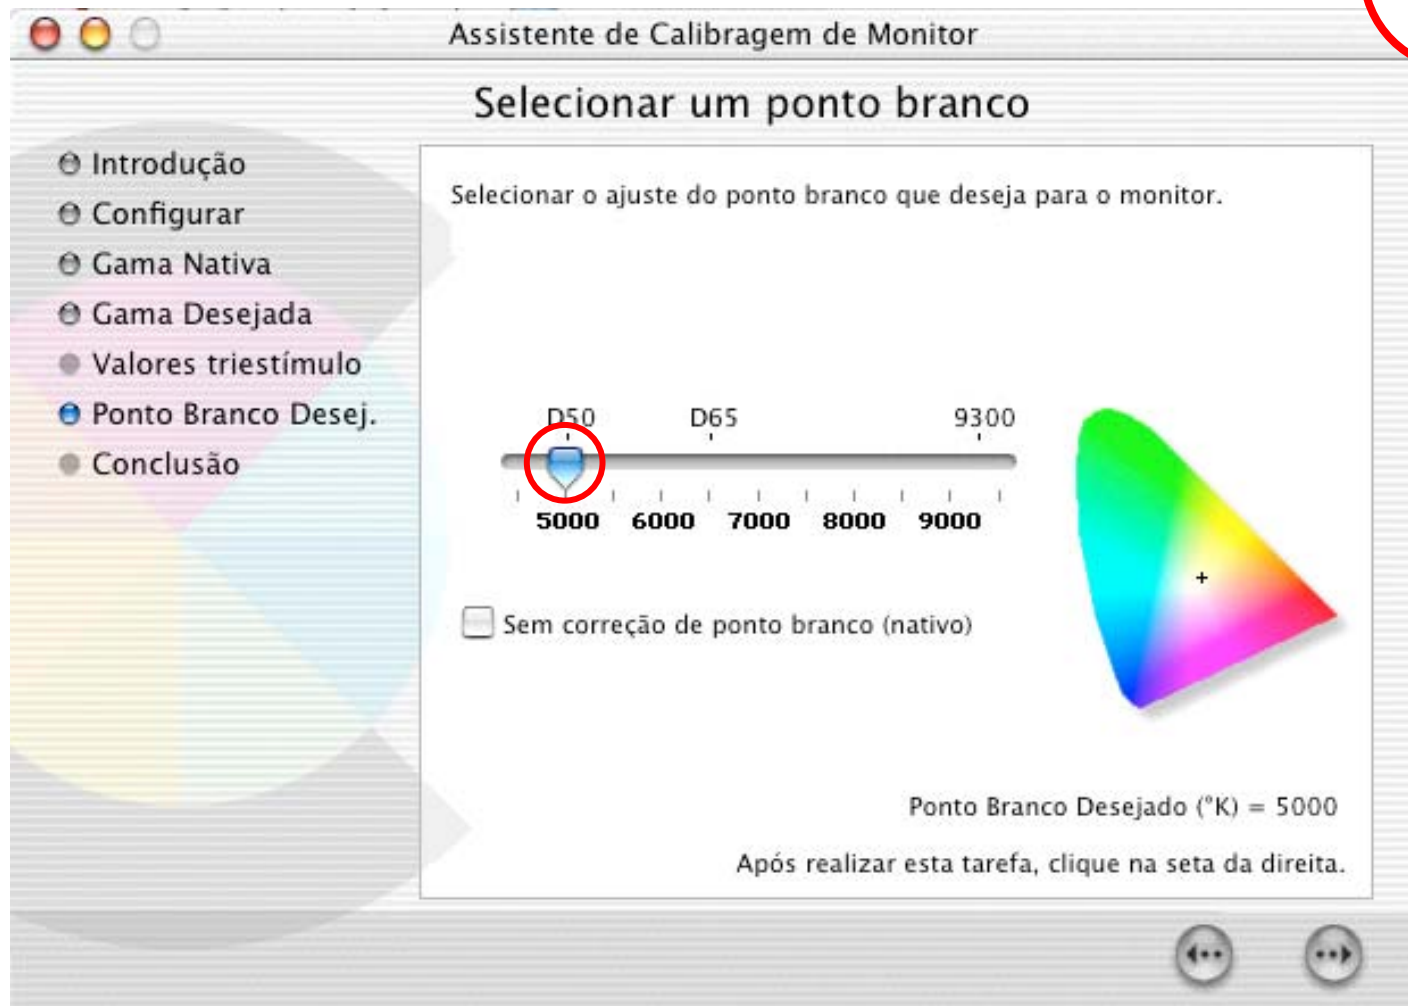 Assistente de Calibragem de Monitor
Selecionar um ponto branco
Introdução
Configurar
Gama Nativa
Gama Desejada
Valores triestímulo
Ponto Branco Desej.
Conclusão
Selecionar o ajuste do ponto branco que deseja para o monitor.
D50 D65 9300
5000 6000 7000 8000 9000
Sem correção de ponto branco (nativo)
Ponto Branco Desejado (°K) = 5000
Após realizar esta tarefa, clique na seta da direita.